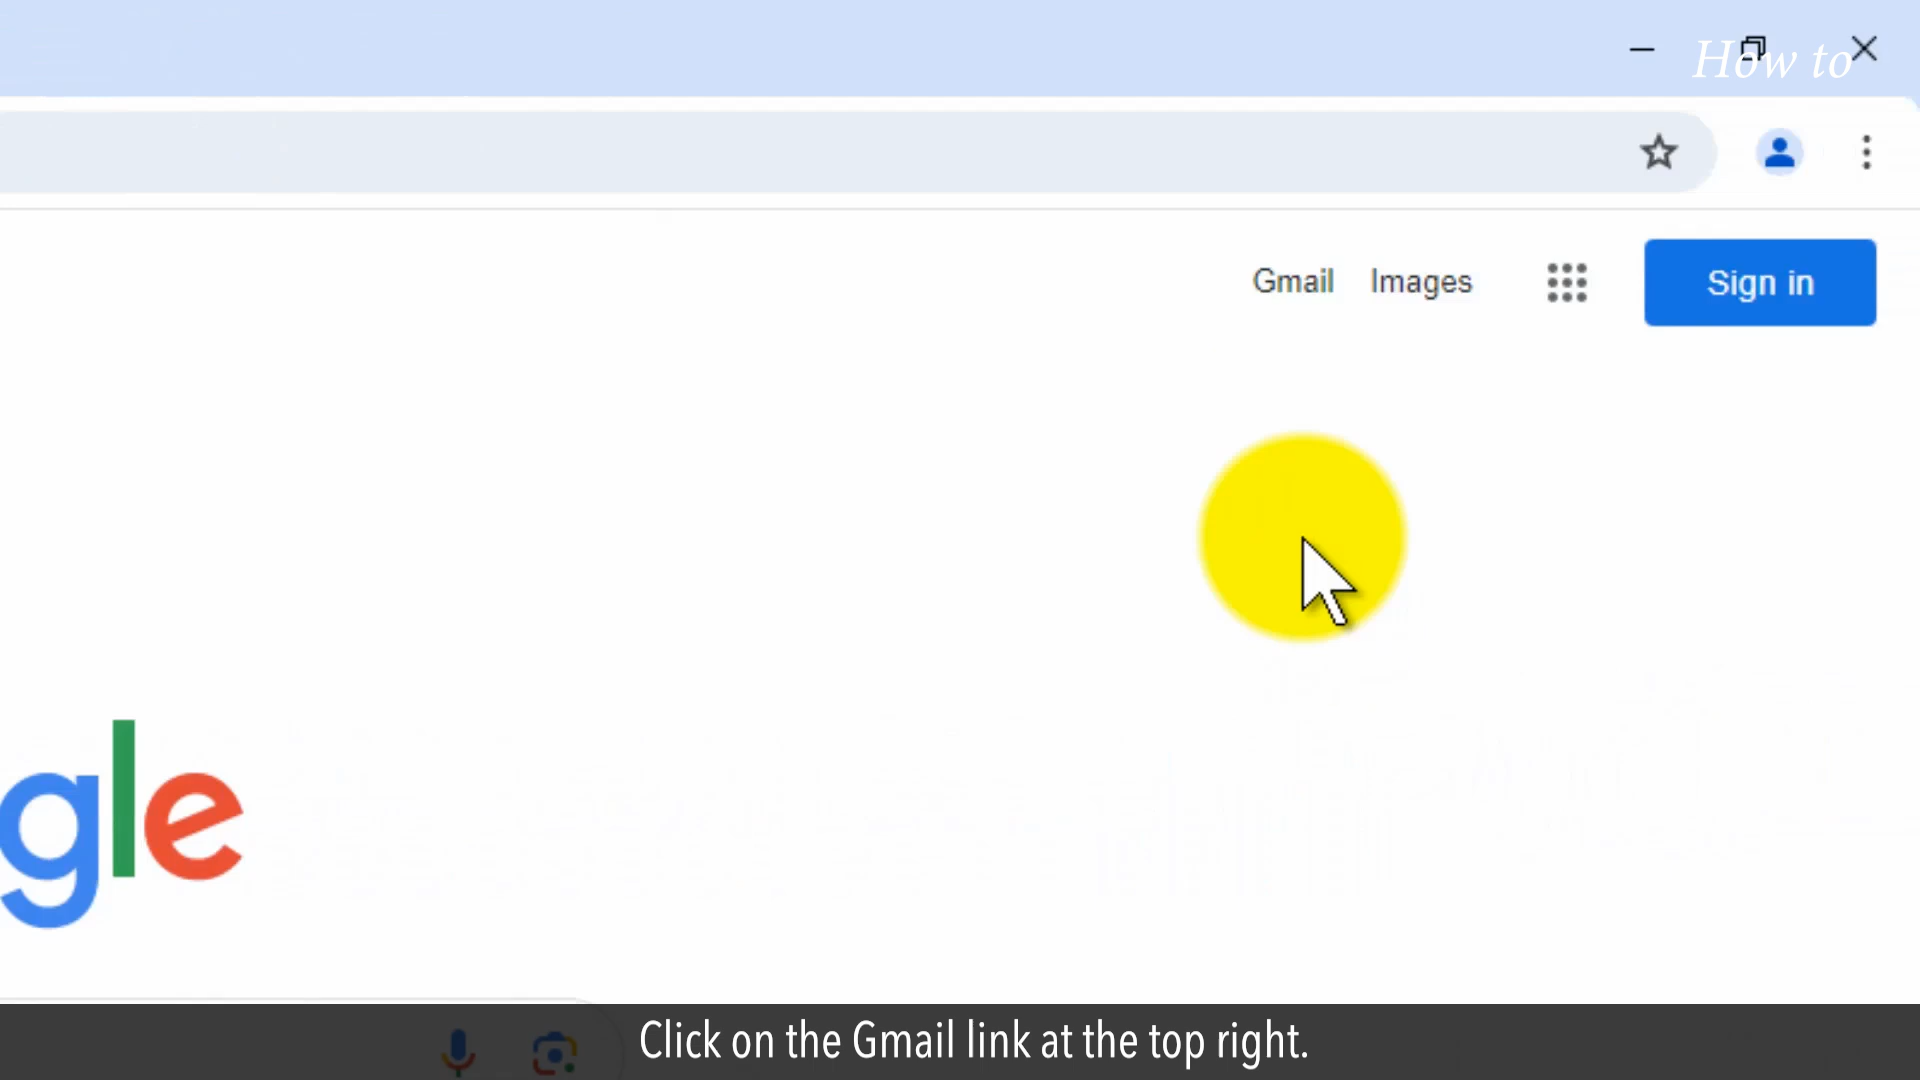 How to
Gmail Images Sign in
gle
Click on the Gmail link at the top right.